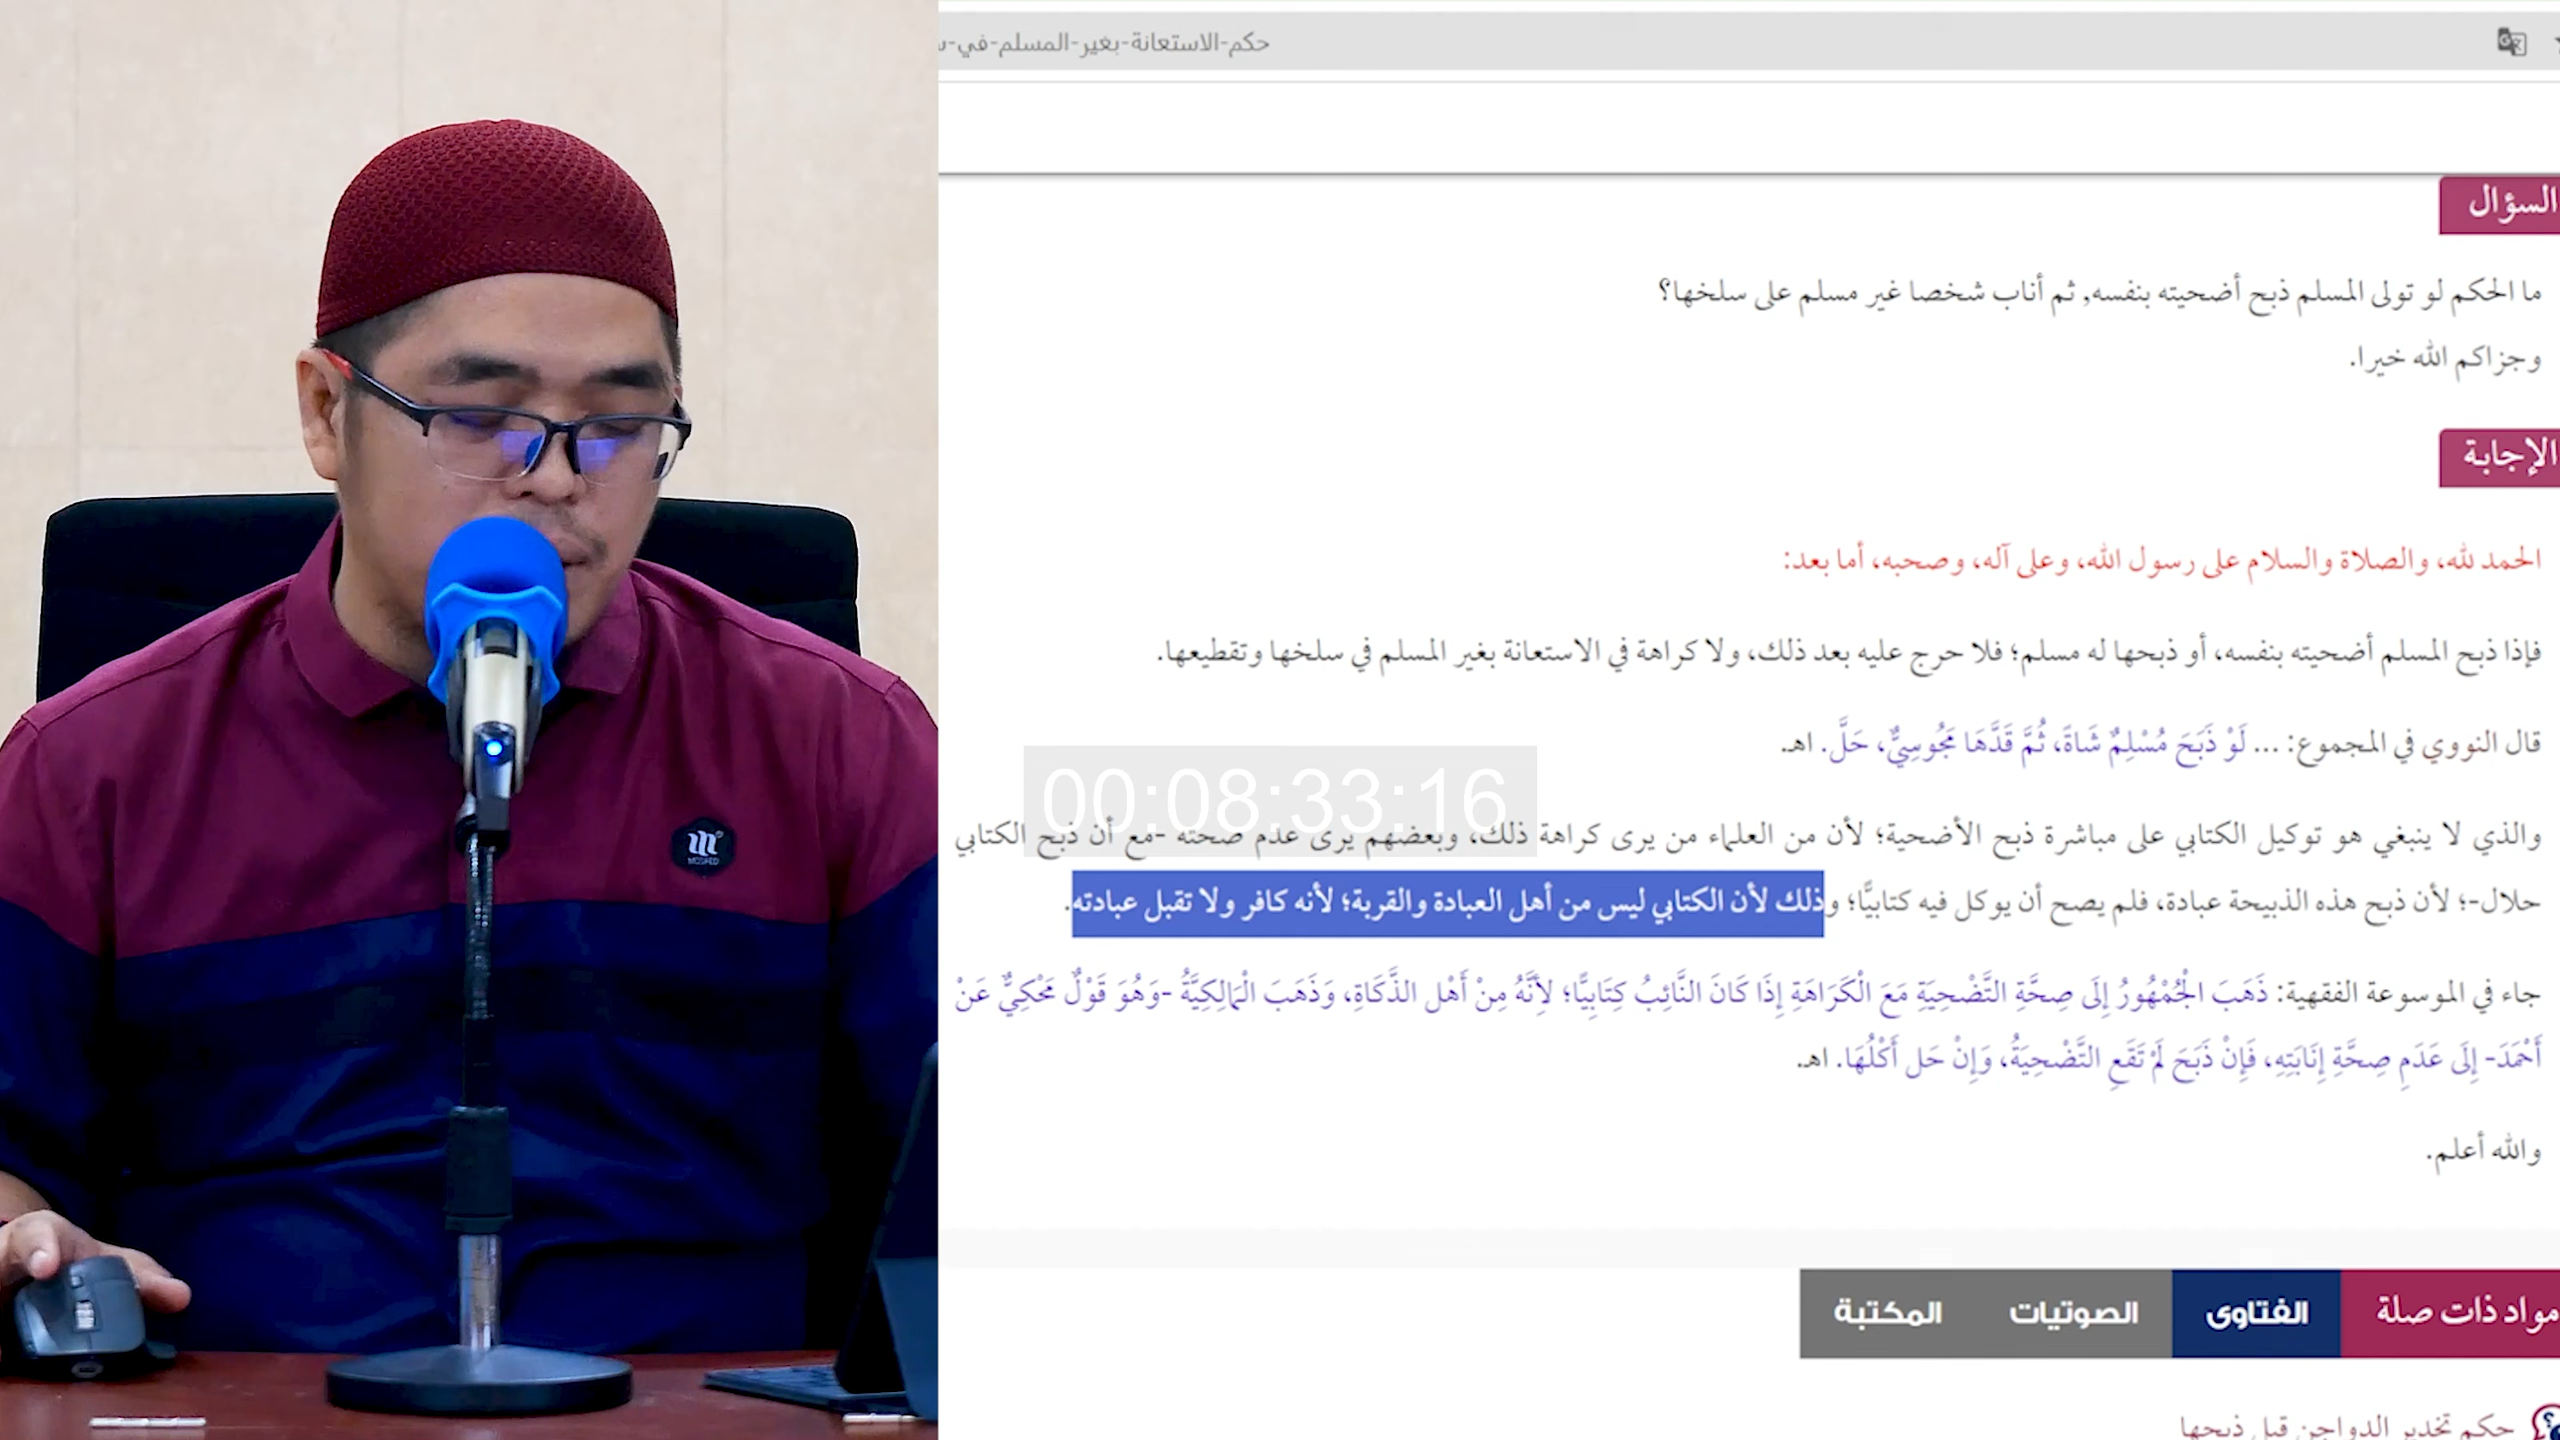 حكم-الاستعانة-بغير-المسلم-في-س
السؤال
ما الحكم لو تولى المسلم ذبح أضحيته بنفسه, ثم أناب شخصا غير مسلم على سلخها؟
وجزاكم الله خيرا.
الإجابة
الحمد لله، والصلاة والسلام على رسول الله، وعلى آله، وصحبه، أما بعد:
فإذا ذبح المسلم أضحيته بنفسه، أو ذبحها له مسلم؛ فلا حرج عليه بعد ذلك، ولا كراهة في الاستعانة بغير المسلم في سلخها وتقطيعها.
قال النووي في المجموع: ... لَوْ ذَبَحَ مُسْلِمٌ شَاةً، ثُمَّ قَدَّهَا مَجُوسِيٌّ، حَلَّ. اهـ.
00:08:33:16
والذي لا ينبغي هو توكيل الكتابي على مباشرة ذبح الأضحية؛ لأن من العلماء من يرى كراهة ذلك، وبعضهم يرى عدم صحته -مع أن ذبح الكتابي
حلال-؛ لأن ذبح هذه الذبيحة عبادة، فلم يصح أن يوكل فيه كتابيًّا؛ وذلك لأن الكتابي ليس من أهل العبادة والقربة؛ لأنه كافر ولا تقبل عبادته.
جاء في الموسوعة الفقهية: ذَهَبَ الْجُمْهُورُ إِلَى صِحَّةِ التَّضْحِيَةِ مَعَ الْكَرَاهَةِ إِذَا كَانَ النَّائِبُ كِتَابِيًّا؛ لأِنَّهُ مِنْ أَهْل الذَّكَاةِ، وَذَهَبَ الْمَالِكِيَّةُ -وَهُوَ قَوْلٌ مَحْكِيٌّ عَنْ
أَحْمَدَ- إِلَى عَدَمِ صِحَّةِ إِنَابَتِهِ، فَإِنْ ذَبَحَ لَمْ تَقَعِ التَّضْحِيَةُ، وَإِنْ حَل أَكْلُهَا. اهـ.
والله أعلم.
مواد ذات صلة
الفتاوى
الصوتيات
المكتبة
حكم تخدير الدواجن قبل ذبحها